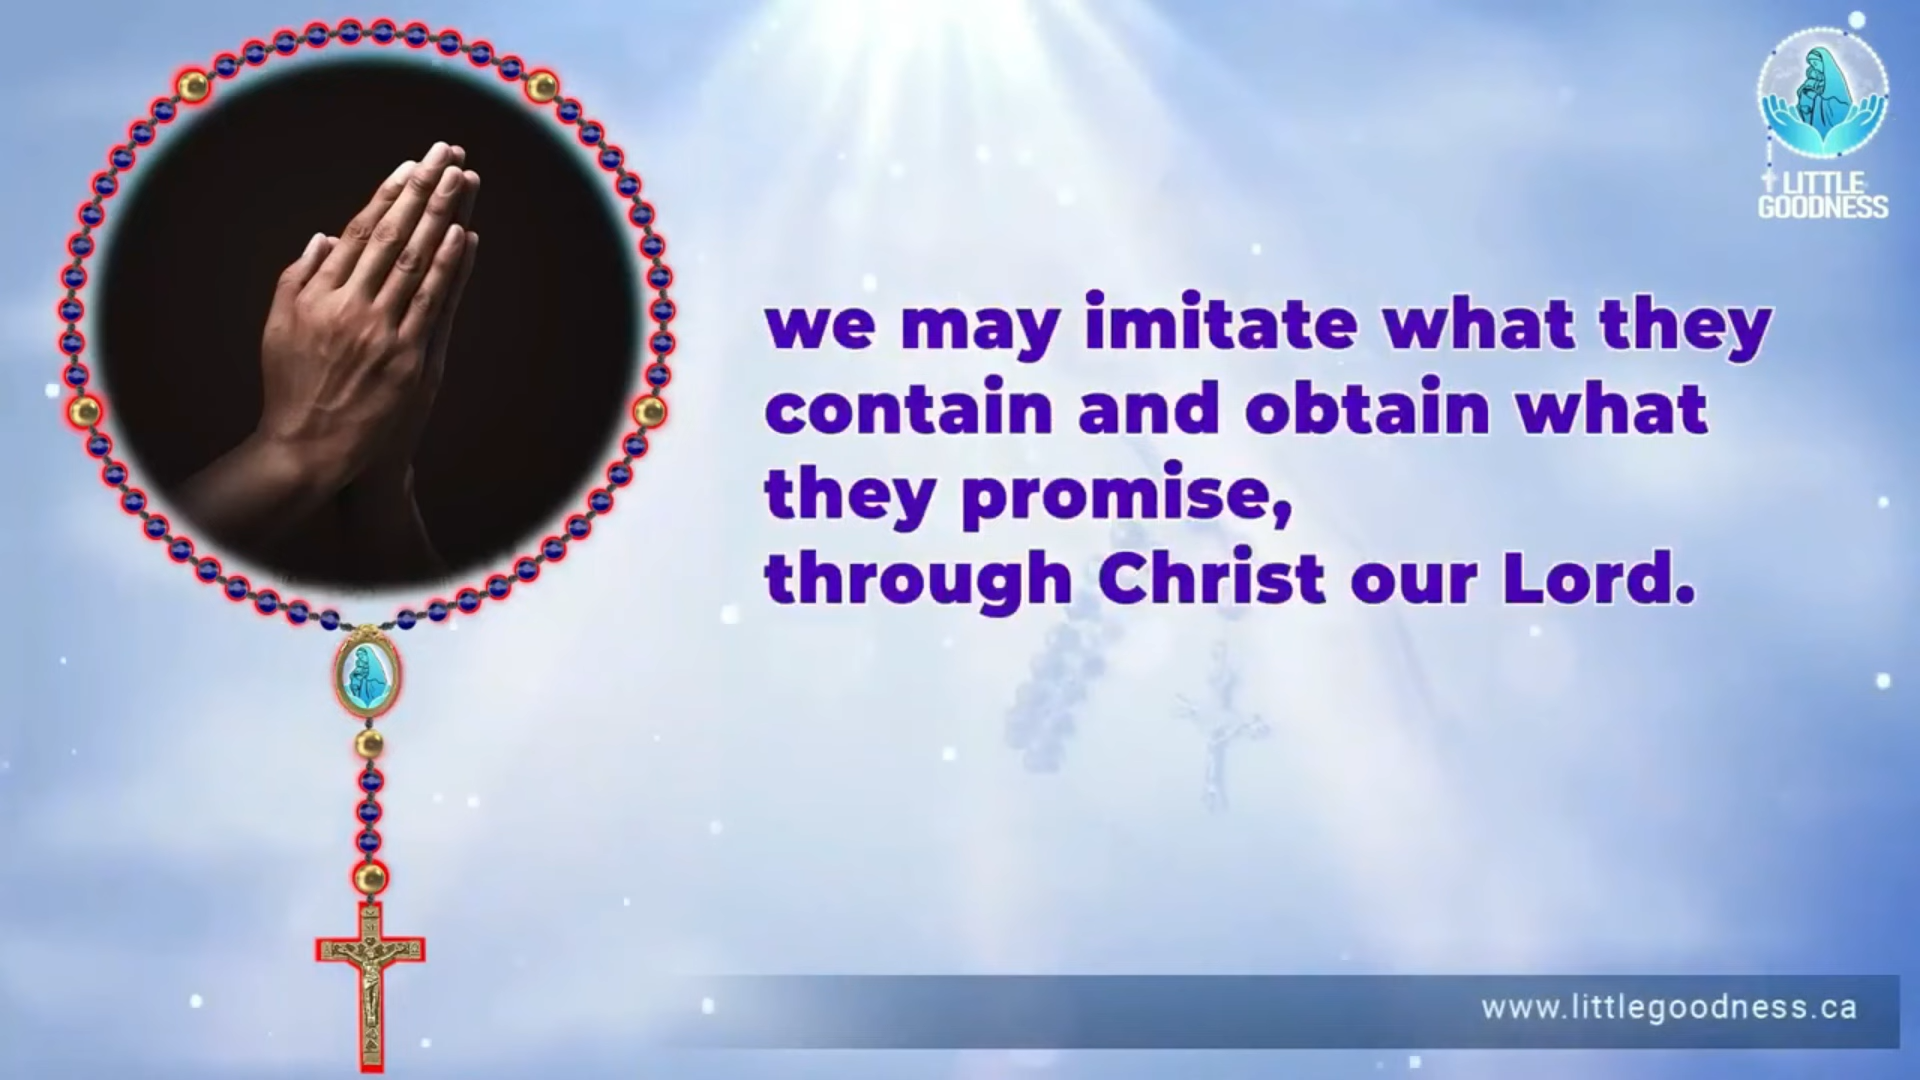 we may imitate what they
contain and obtain what
they promise,
through Christ our Lord.
LITTLE
GOODNESS
www.littlegoodness.ca